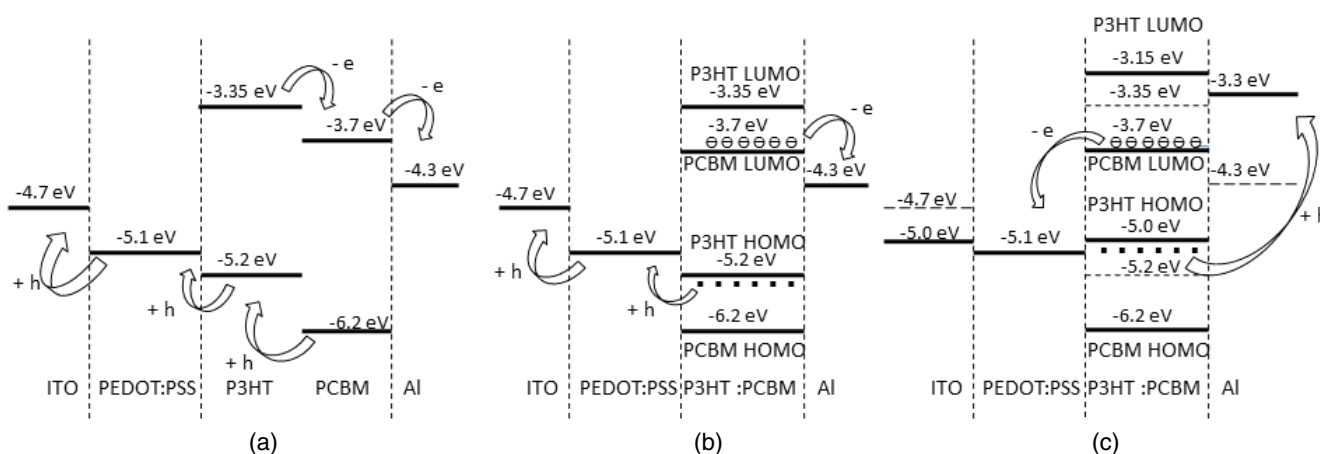 - e
-3.35 eV
- e
-3.7 eV
-4.3 eV
-4.7 eV
-5.1 eV
-5.2 eV
+ h
+ h
-6.2 eV
+ h
ITO
PEDOT:PSS
P3HT
PCBM
Al
(a)
P3HT LUMO
-3.35 eV
- e
-3.7 eV
PCBM LUMO
-4.3 eV
-4.7 eV
P3HT HOMO
-5.1 eV
-5.2 eV
+ h
+ h
-6.2 eV
PCBM HOMO
ITO
PEDOT:PSS
P3HT :PCBM
Al
(b)
P3HT LUMO
-3.15 eV
-3.3 eV
-3.35 eV
- e
-3.7 eV
PCBM LUMO
-4.3 eV
-4.7 eV
P3HT HOMO
-5.0 eV
-5.0 eV
-5.1 eV
+ h
-5.2 eV
-6.2 eV
PCBM HOMO
ITO
PEDOT:PSS
P3HT :PCBM
Al
(c)